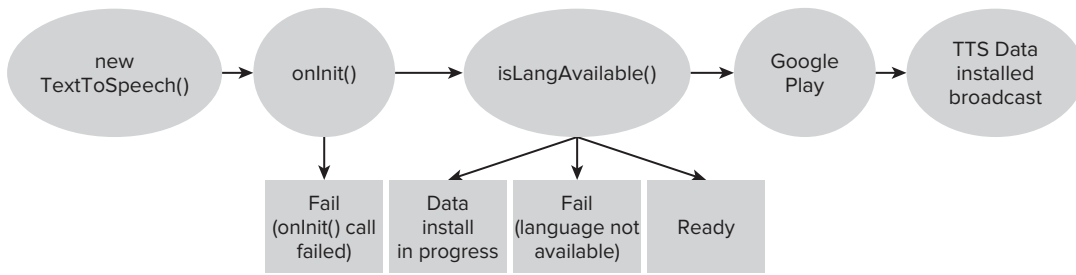 new
TextToSpeech()
onInit()
isLangAvailable()
Google
Play
TTS Data
installed
broadcast
Fail
(onInit() call
failed)
Data
install
in progress
Fail
(language not
available)
Ready